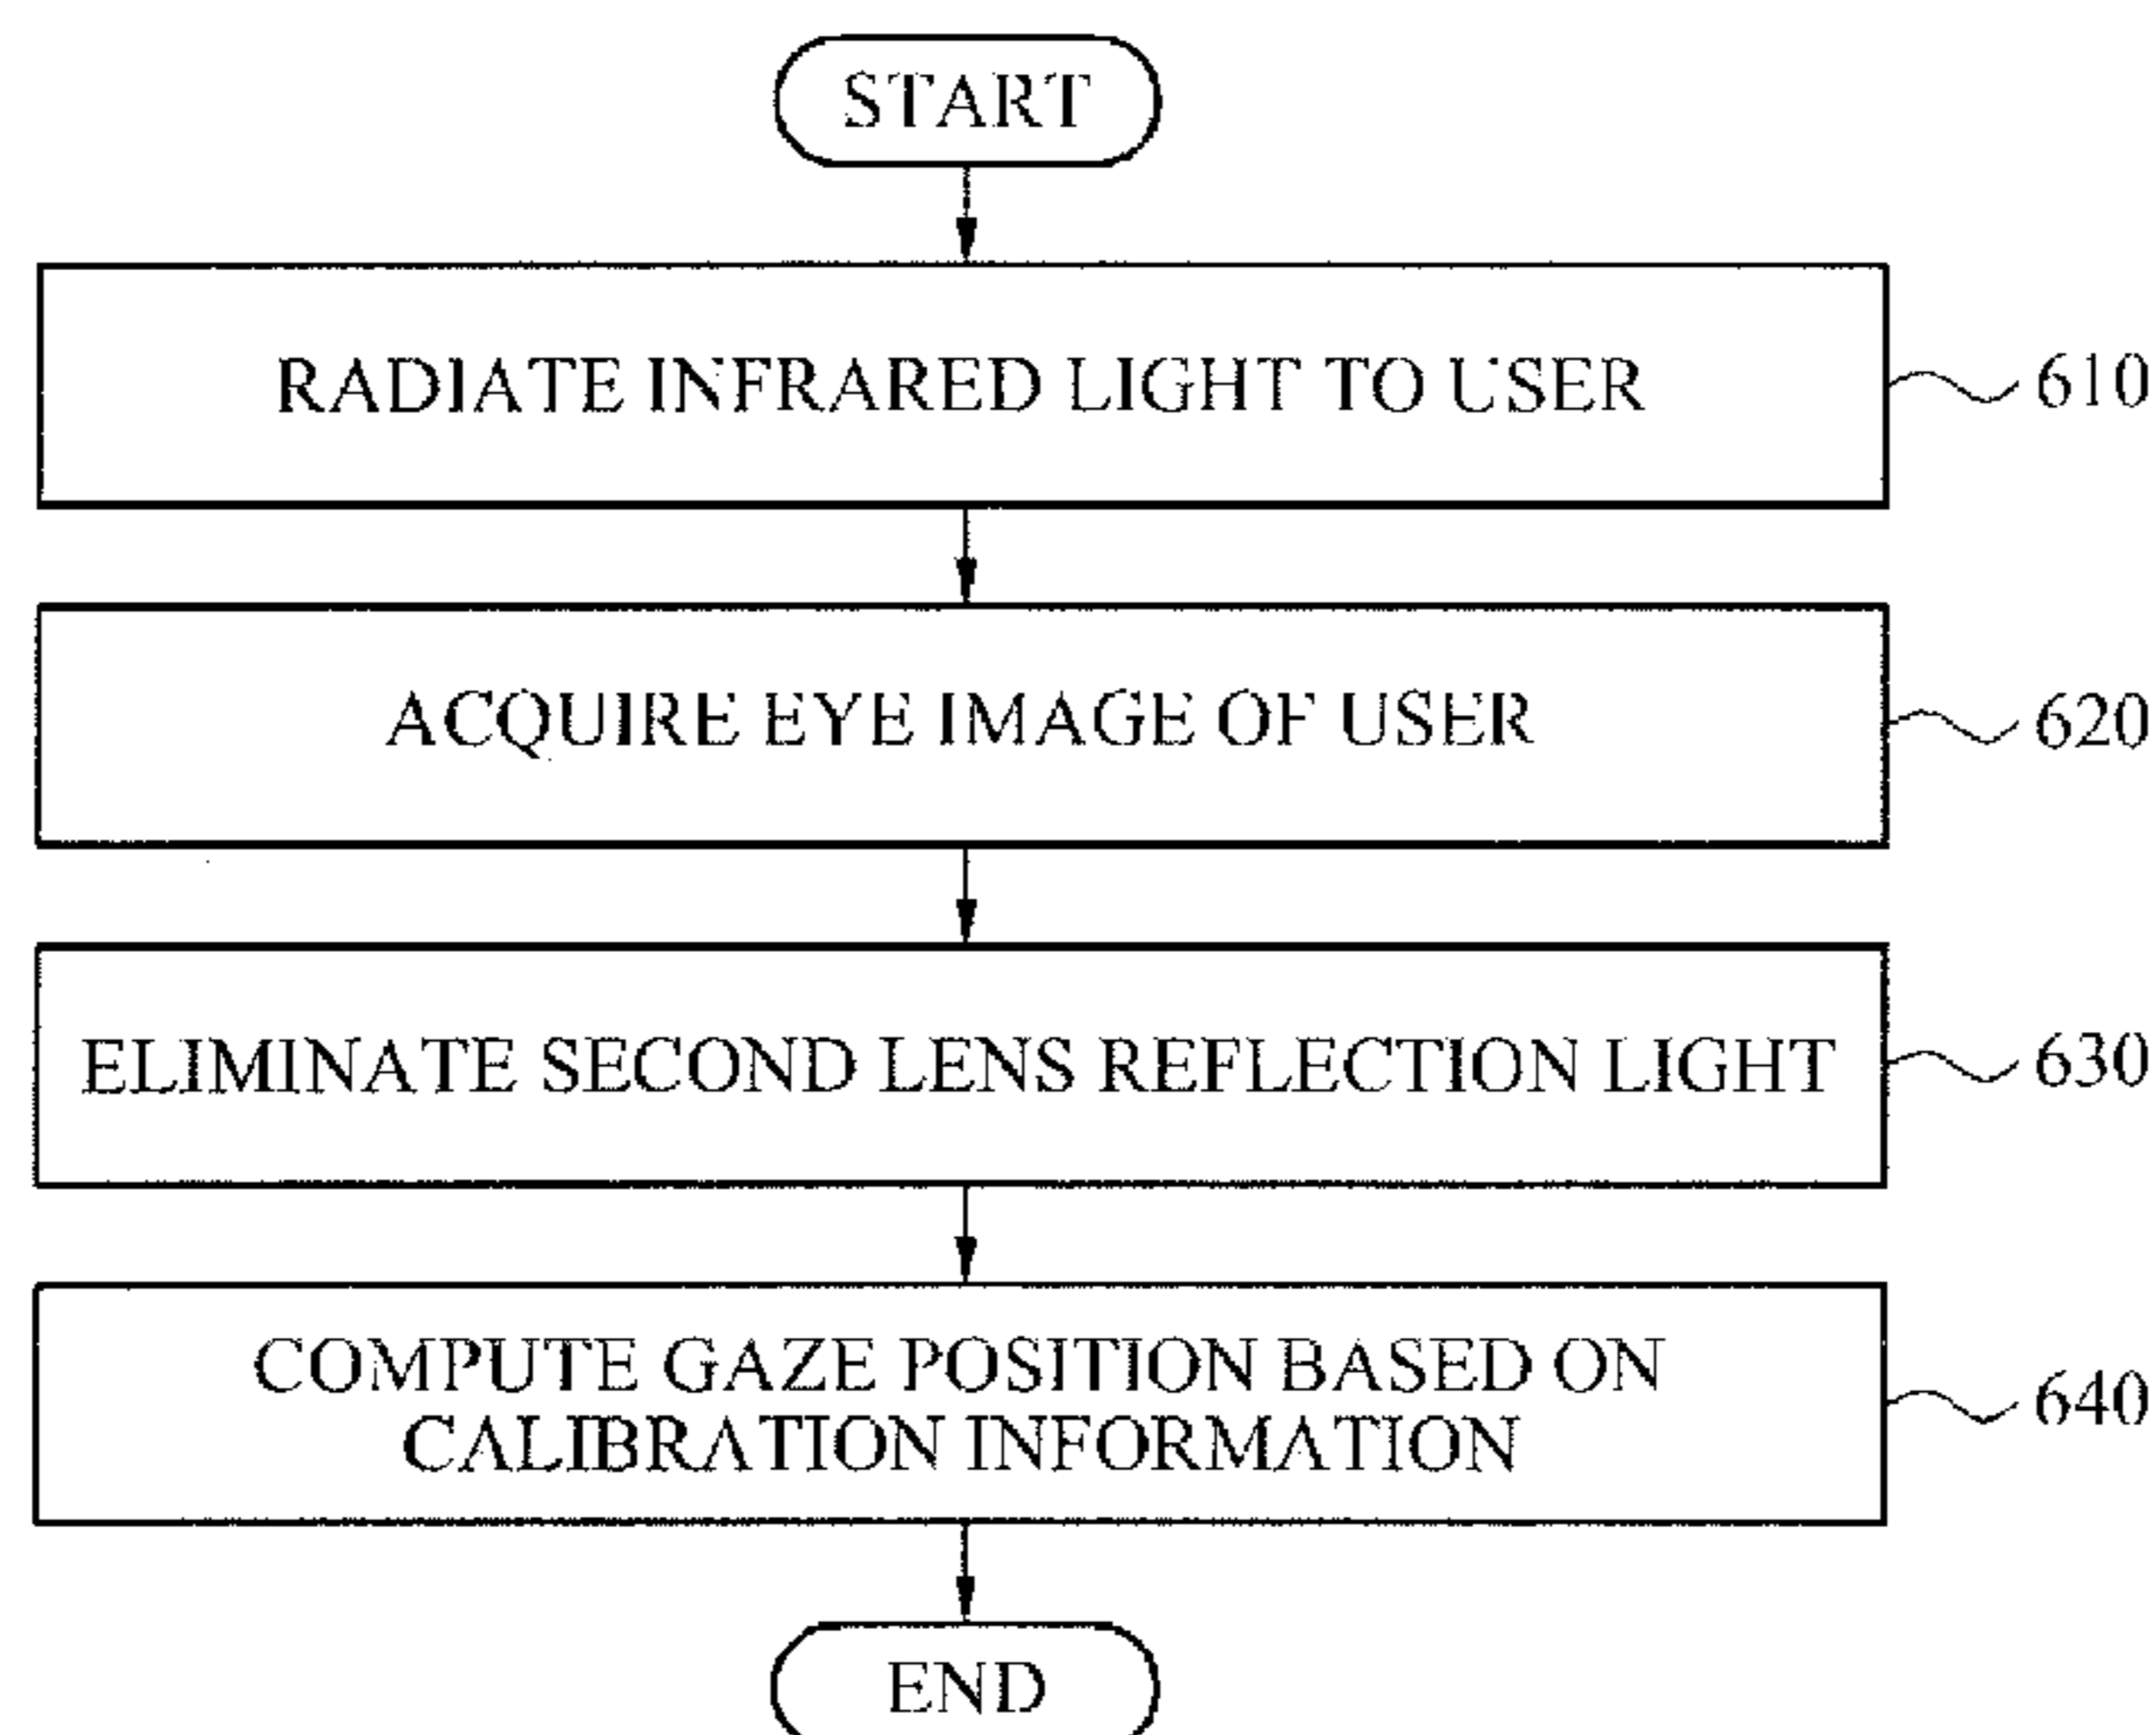 START
RADIATE INFRARED LIGHT TO USER
610
ACQUIRE EYE IMAGE OF USER
620
ELIMINATE SECOND LENS REFLECTION LIGHT
630
COMPUTE GAZE POSITION BASED ON
CALIBRATION INFORMATION
640
END